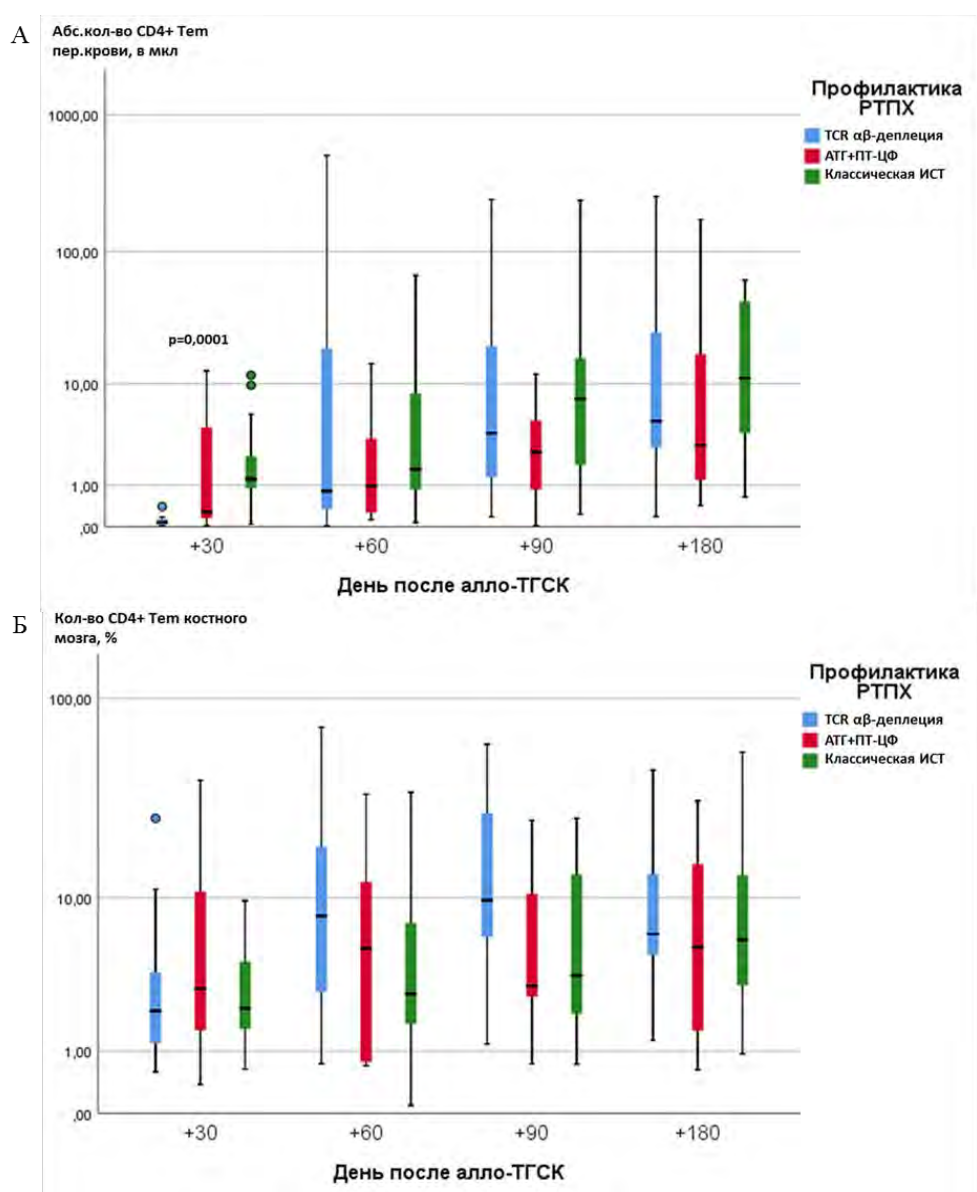 А
Абс.кол-во CD4+ Tem
пер.крови, в мкл
Профилактика
РТПХ
TCR αβ-деплеция
АТГ+ПТ-ЦФ
Классическая ИСТ
1000,00
100,00
p=0,0001
10,00
1,00
,00
+30 +60 +90 +180
День после алло-ТГСК
Б
Кол-во CD4+ Tem костного
мозга, %
Профилактика
РТПХ
TCR αβ-деплеция
АТГ+ПТ-ЦФ
Классическая ИСТ
100,00
10,00
1,00
,00
+30 +60 +90 +180
День после алло-ТГСК